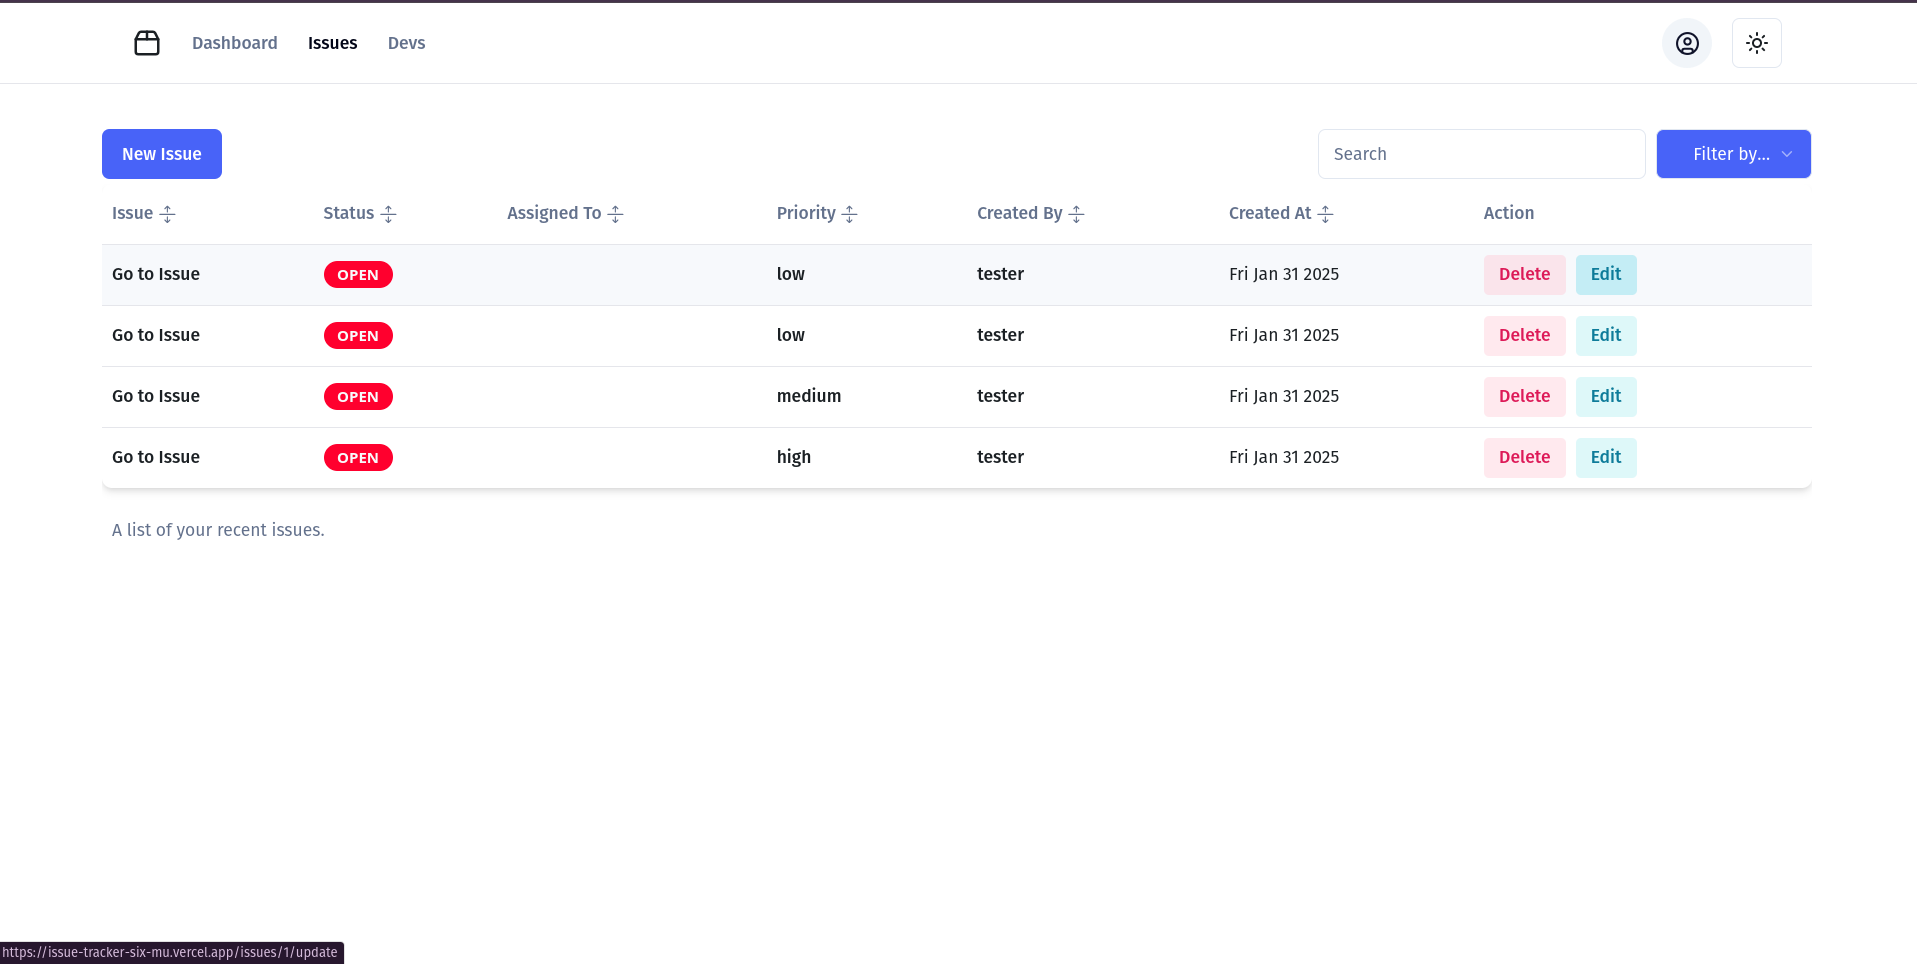 Dashboard Issues Devs
New Issue Search Filter by...
Issue Status Assigned To Priority Created By Created At Action
Go to Issue OPEN low tester Fri Jan 31 2025 Delete Edit
Go to Issue OPEN low tester Fri Jan 31 2025 Delete Edit
Go to Issue OPEN medium tester Fri Jan 31 2025 Delete Edit
Go to Issue OPEN high tester Fri Jan 31 2025 Delete Edit
A list of your recent issues.
https://issue-tracker-six-mu.vercel.app/issues/1/update